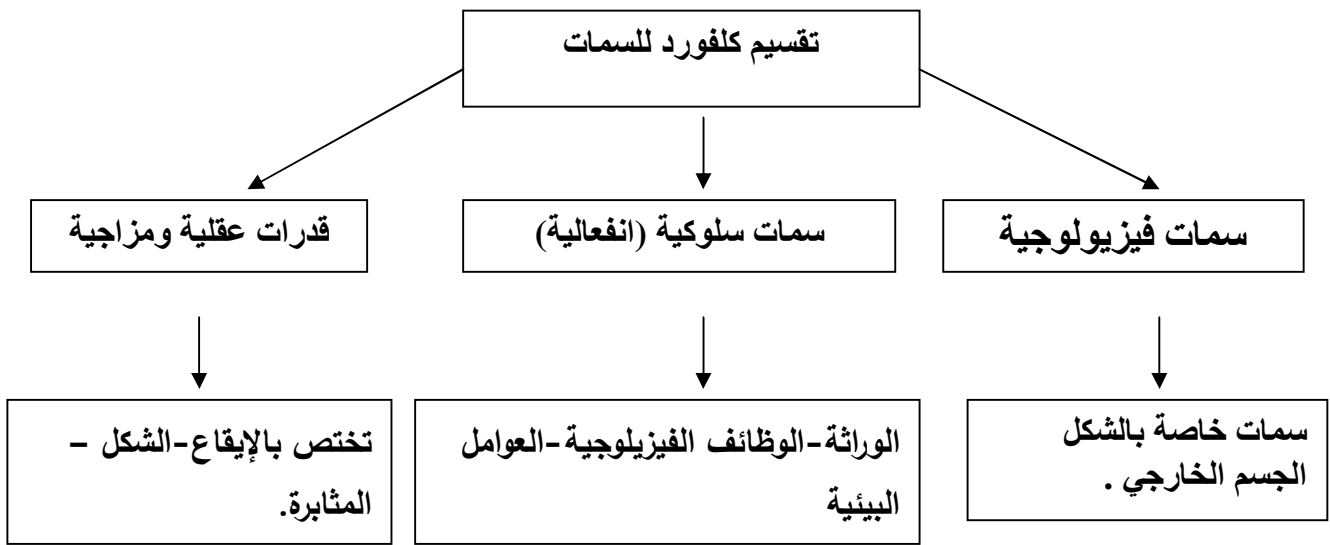 تقسيم كلفورد للسمات
سمات فيزيولوجية
سمات سلوكية (انفعالية)
قدرات عقلية ومزاجية
سمات خاصة بالشكل
الجسم الخارجي .
الوراثة-الوظائف الفيزيلوجية-العوامل
البيئية
تختص بالإيقاع-الشكل –
المثابرة.